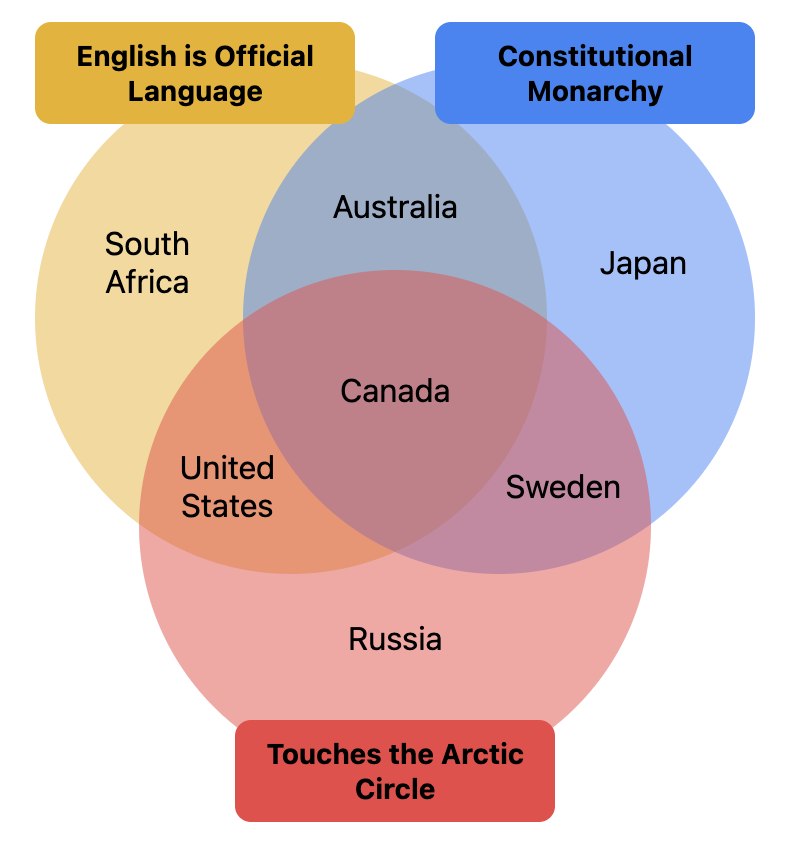 English is Official
Language
Constitutional
Monarchy
Australia
South
Africa
Japan
Canada
United
States
Sweden
Russia
Touches the Arctic
Circle